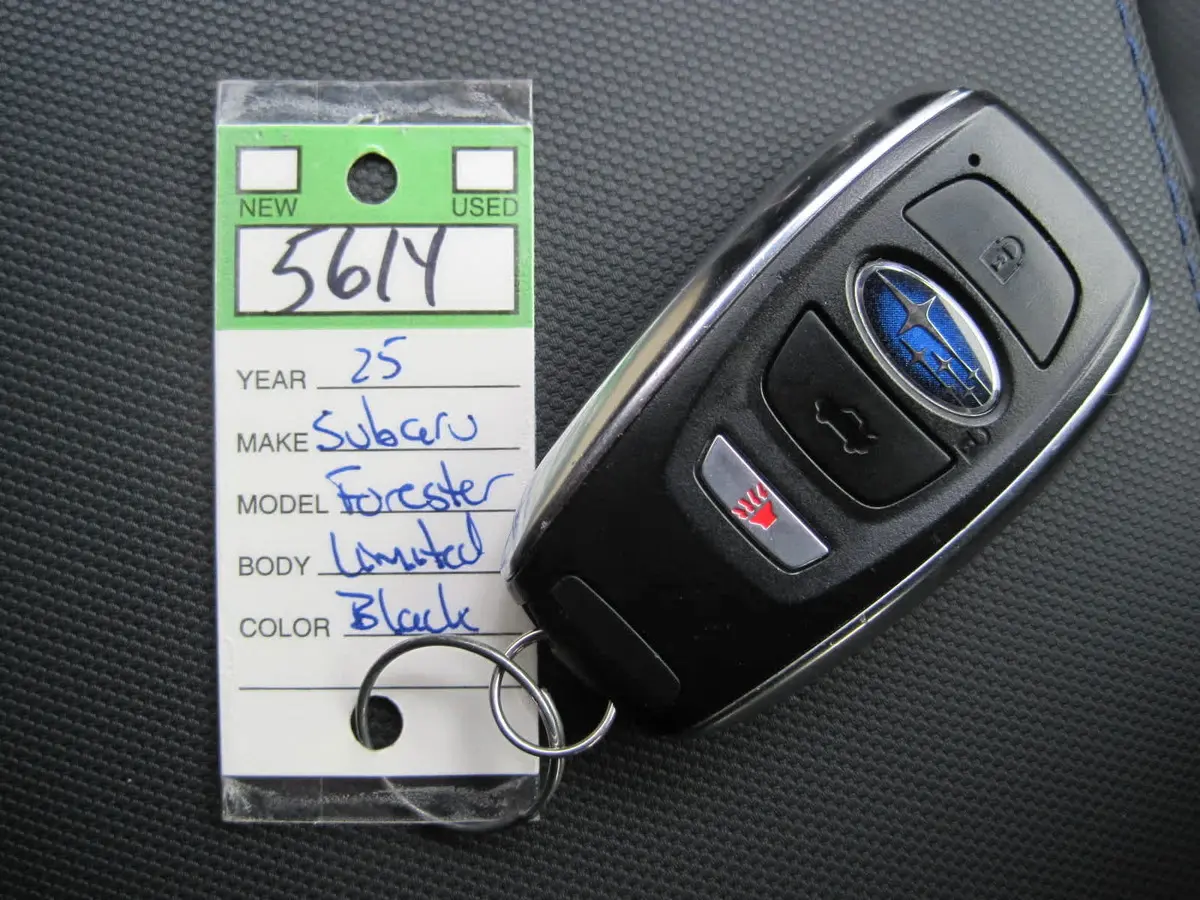 NEW USED
5614
YEAR 25
MAKE Subaru
MODEL Forester
BODY Limited
COLOR Black